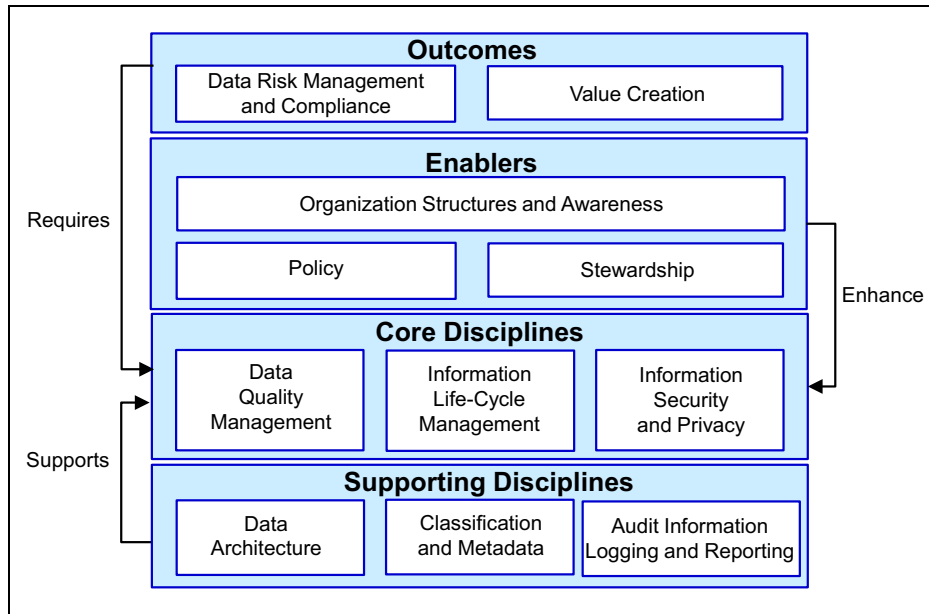 Outcomes
Data Risk Management
and Compliance
Value Creation
Enablers
Organization Structures and Awareness
Requires
Policy
Stewardship
Enhance
Core Disciplines
Data
Quality
Management
Information
Life-Cycle
Management
Information
Security
and Privacy
Supports
Supporting Disciplines
Data
Architecture
Classification
and Metadata
Audit Information
Logging and Reporting